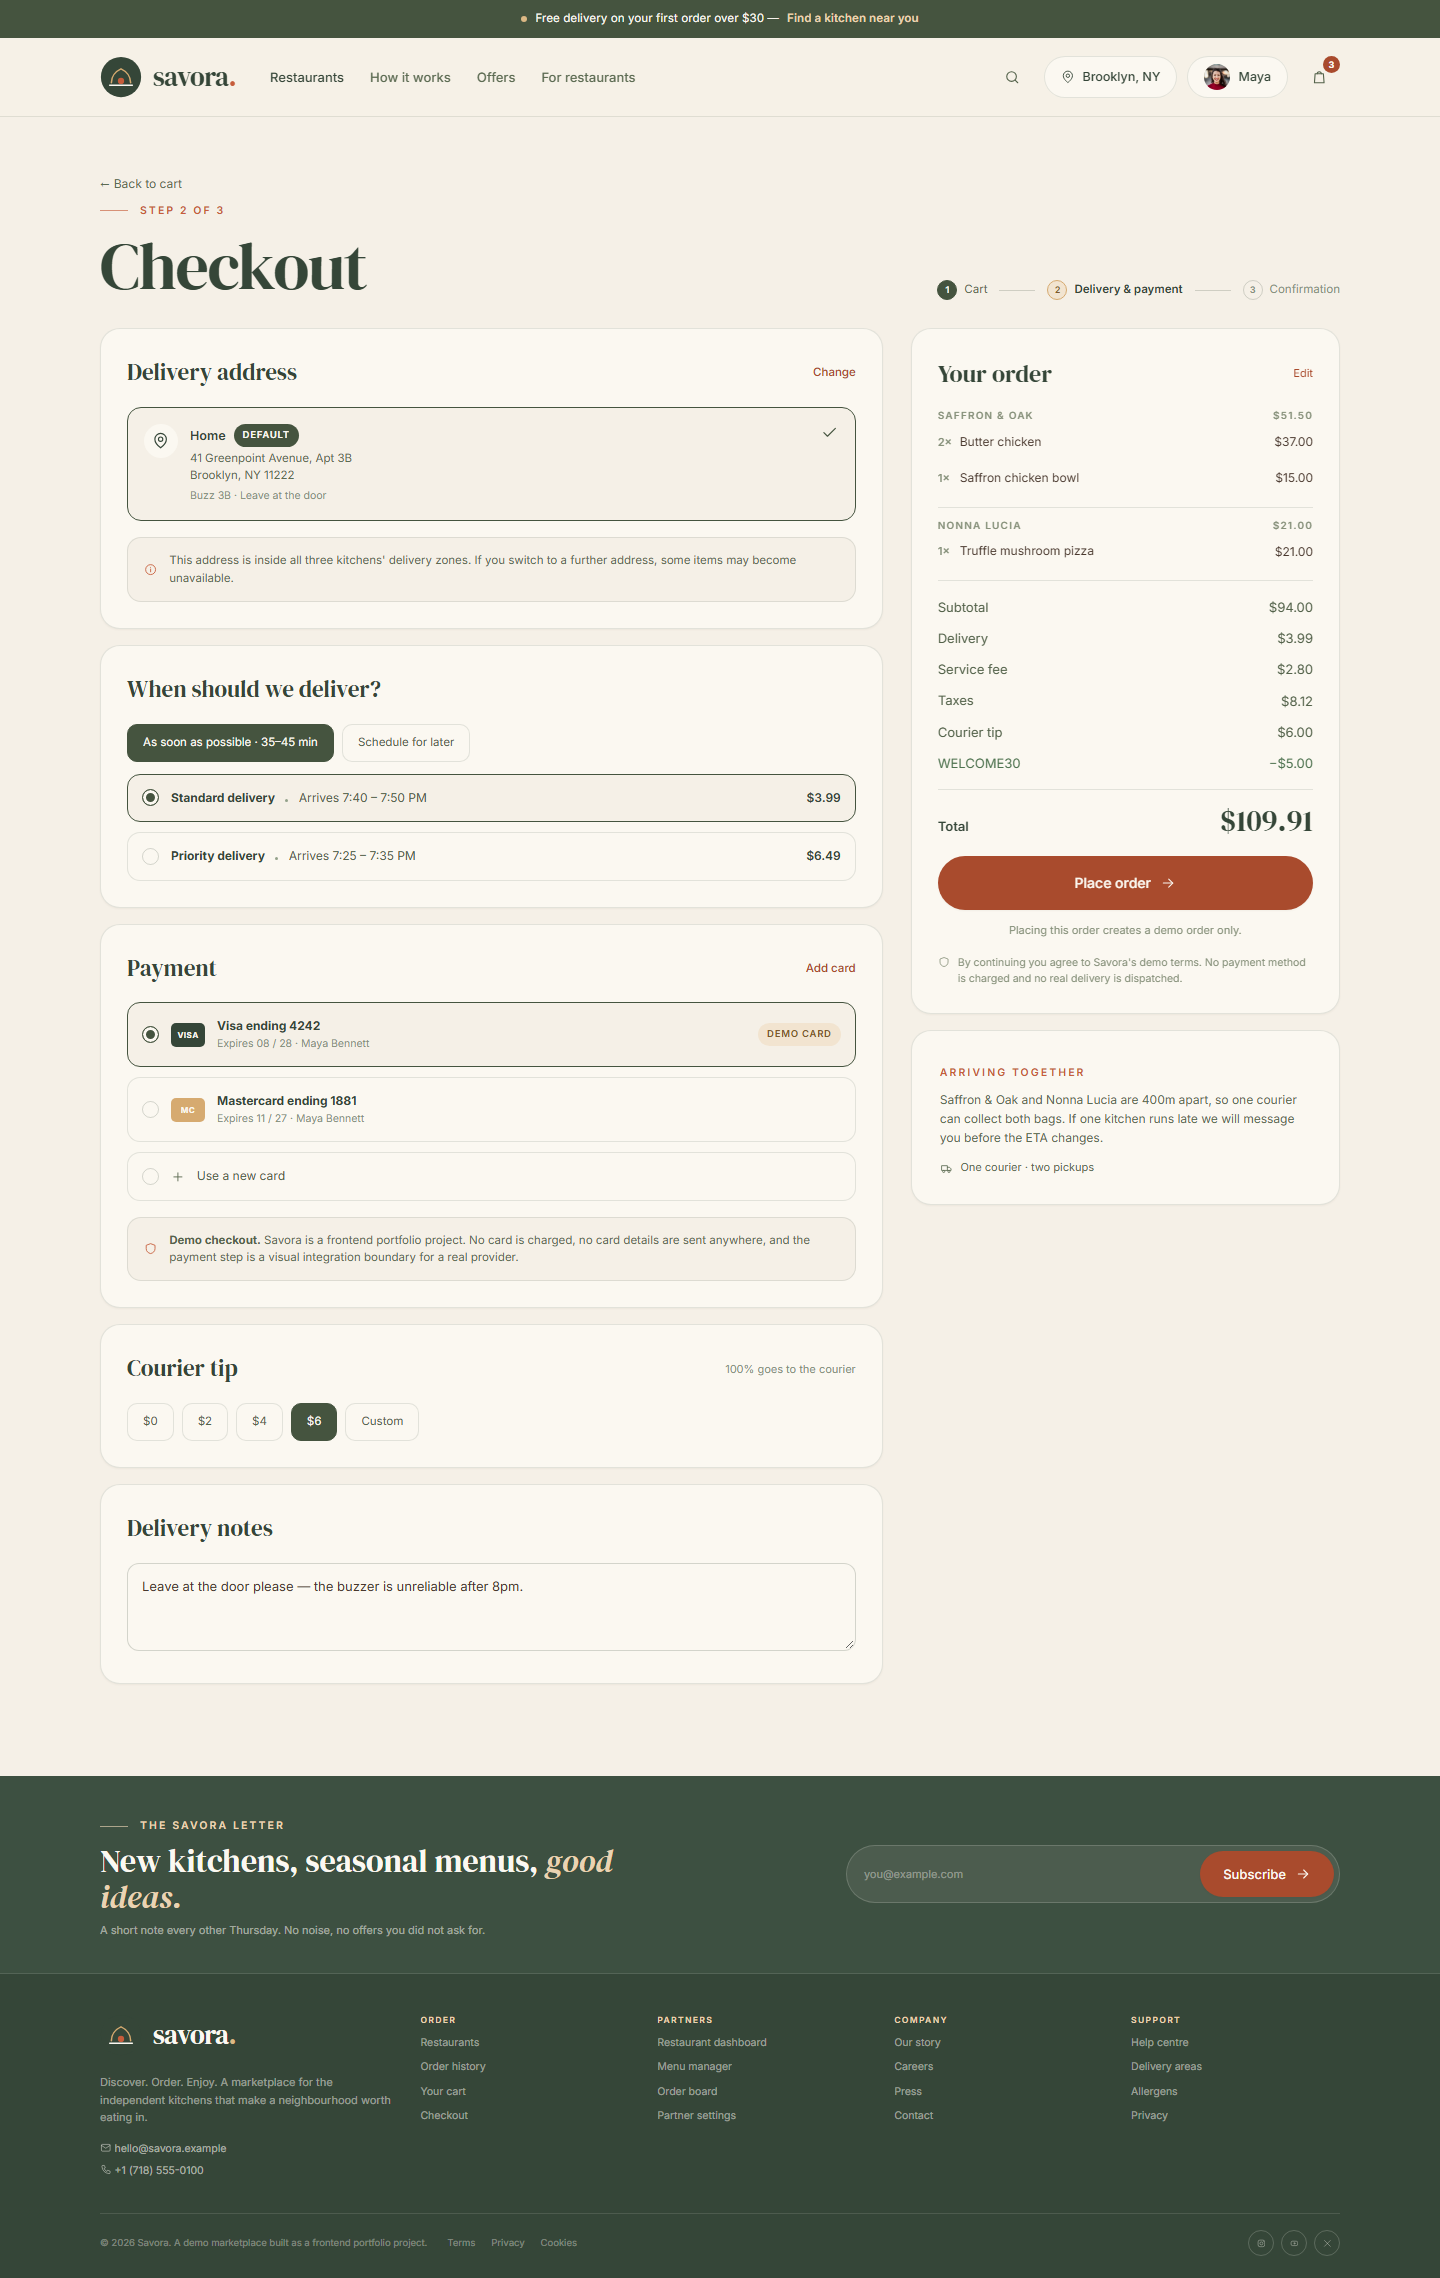 Free delivery on your first order over $30 — Find a kitchen near you
savora.
Restaurants
How it works
Offers
For restaurants
Brooklyn, NY
Maya
3
← Back to cart
STEP 2 OF 3
Checkout
1 Cart
2 Delivery & payment
3 Confirmation
Delivery address
Change
Home DEFAULT
41 Greenpoint Avenue, Apt 3B
Brooklyn, NY 11222
Buzz 3B · Leave at the door
This address is inside all three kitchens' delivery zones. If you switch to a further address, some items may become
unavailable.
When should we deliver?
As soon as possible · 35–45 min
Schedule for later
Standard delivery · Arrives 7:40 – 7:50 PM $3.99
Priority delivery · Arrives 7:25 – 7:35 PM $6.49
Payment
Add card
VISA
Visa ending 4242
Expires 08 / 28 · Maya Bennett
DEMO CARD
MC
Mastercard ending 1881
Expires 11 / 27 · Maya Bennett
+ Use a new card
Demo checkout. Savora is a frontend portfolio project. No card is charged, no card details are sent anywhere, and the
payment step is a visual integration boundary for a real provider.
Courier tip
100% goes to the courier
$0
$2
$4
$6
Custom
Delivery notes
Leave at the door please — the buzzer is unreliable after 8pm.
Your order
Edit
SAFFRON & OAK $51.50
2× Butter chicken $37.00
1× Saffron chicken bowl $15.00
NONNA LUCIA $21.00
1× Truffle mushroom pizza $21.00
Subtotal $94.00
Delivery $3.99
Service fee $2.80
Taxes $8.12
Courier tip $6.00
WELCOME30 −$5.00
Total $109.91
Place order →
Placing this order creates a demo order only.
By continuing you agree to Savora's demo terms. No payment method
is charged and no real delivery is dispatched.
ARRIVING TOGETHER
Saffron & Oak and Nonna Lucia are 400m apart, so one courier
can collect both bags. If one kitchen runs late we will message
you before the ETA changes.
One courier · two pickups
THE SAVORA LETTER
New kitchens, seasonal menus, good
ideas.
A short note every other Thursday. No noise, no offers you did not ask for.
you@example.com
Subscribe →
savora.
Discover. Order. Enjoy. A marketplace for the
independent kitchens that make a neighbourhood worth
eating in.
hello@savora.example
+1 (718) 555-0100
ORDER
Restaurants
Order history
Your cart
Checkout
PARTNERS
Restaurant dashboard
Menu manager
Order board
Partner settings
COMPANY
Our story
Careers
Press
Contact
SUPPORT
Help centre
Delivery areas
Allergens
Privacy
© 2026 Savora. A demo marketplace built as a frontend portfolio project.
Terms
Privacy
Cookies